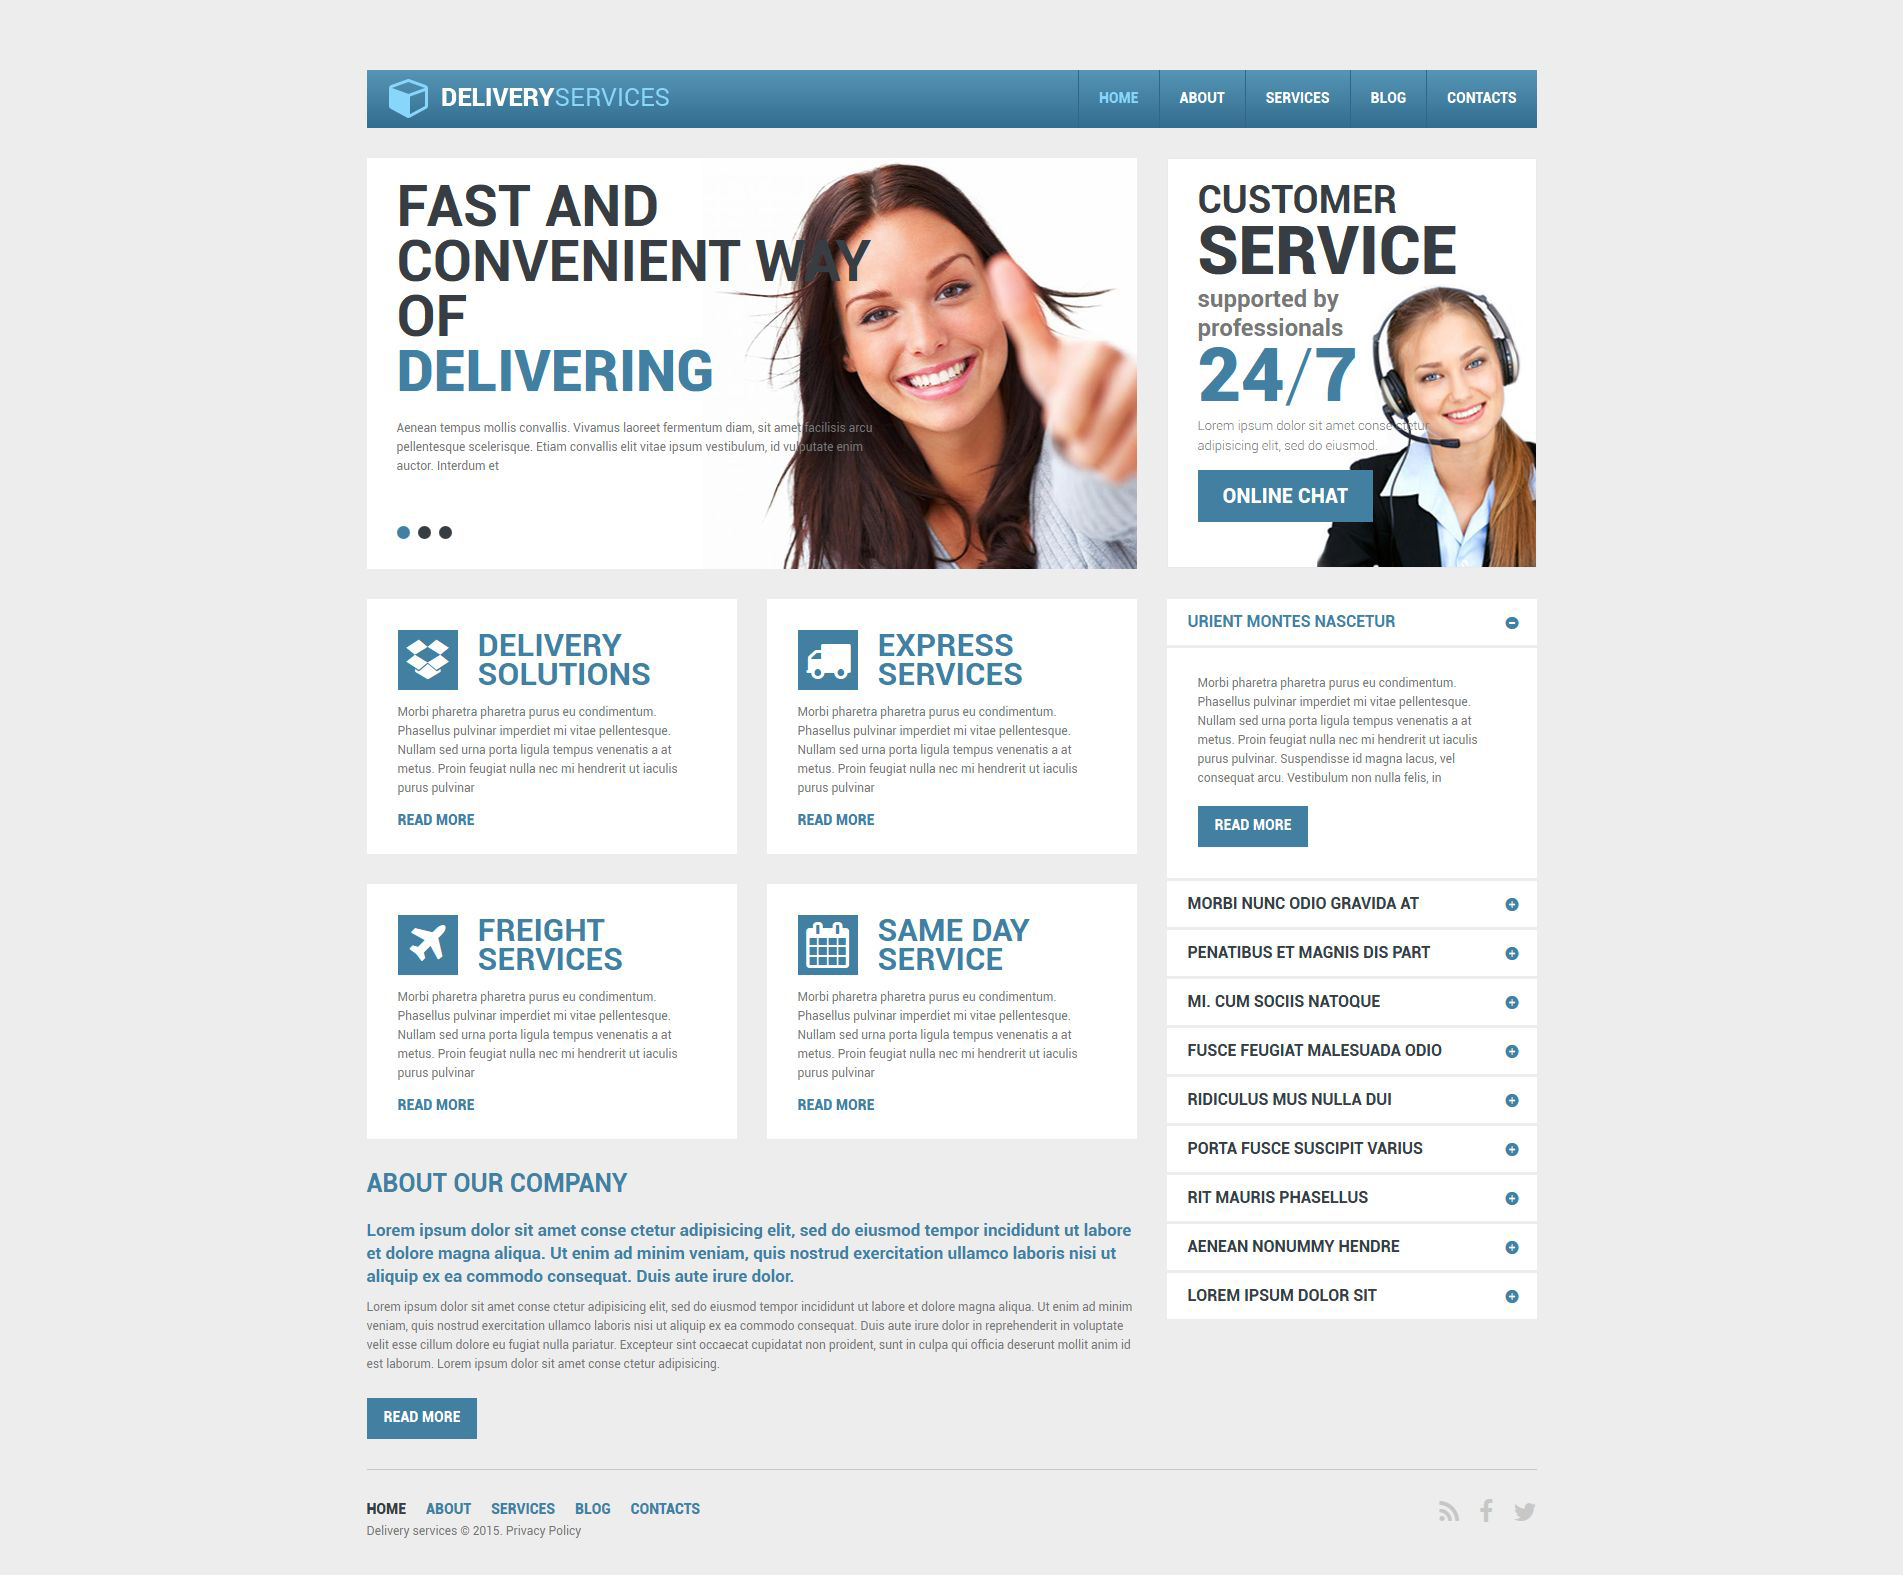 DELIVERYSERVICES
HOME
ABOUT
SERVICES
BLOG
CONTACTS
FAST AND
CONVENIENT WAY
OF
DELIVERING
Aenean tempus mollis convallis. Vivamus laoreet fermentum diam, sit amet facilisis arcu
pellentesque scelerisque. Etiam convallis elit vitae ipsum vestibulum, id vulputate enim
auctor. Interdum et
CUSTOMER
SERVICE
supported by
professionals
24/7
Lorem ipsum dolor sit amet conse ctetur
adipisicing elit, sed do eiusmod.
ONLINE CHAT
DELIVERY
SOLUTIONS
Morbi pharetra pharetra purus eu condimentum.
Phasellus pulvinar imperdiet mi vitae pellentesque.
Nullam sed urna porta ligula tempus venenatis a at
metus. Proin feugiat nulla nec mi hendrerit ut iaculis
purus pulvinar
READ MORE
EXPRESS
SERVICES
Morbi pharetra pharetra purus eu condimentum.
Phasellus pulvinar imperdiet mi vitae pellentesque.
Nullam sed urna porta ligula tempus venenatis a at
metus. Proin feugiat nulla nec mi hendrerit ut iaculis
purus pulvinar
READ MORE
FREIGHT
SERVICES
Morbi pharetra pharetra purus eu condimentum.
Phasellus pulvinar imperdiet mi vitae pellentesque.
Nullam sed urna porta ligula tempus venenatis a at
metus. Proin feugiat nulla nec mi hendrerit ut iaculis
purus pulvinar
READ MORE
SAME DAY
SERVICE
Morbi pharetra pharetra purus eu condimentum.
Phasellus pulvinar imperdiet mi vitae pellentesque.
Nullam sed urna porta ligula tempus venenatis a at
metus. Proin feugiat nulla nec mi hendrerit ut iaculis
purus pulvinar
READ MORE
URIENT MONTES NASCETUR
Morbi pharetra pharetra purus eu condimentum.
Phasellus pulvinar imperdiet mi vitae pellentesque.
Nullam sed urna porta ligula tempus venenatis a at
metus. Proin feugiat nulla nec mi hendrerit ut iaculis
purus pulvinar. Suspendisse id magna lacus, vel
consequat arcu. Vestibulum non nulla felis, in
READ MORE
MORBI NUNC ODIO GRAVIDA AT
PENATIBUS ET MAGNIS DIS PART
MI. CUM SOCIIS NATOQUE
FUSCE FEUGIAT MALESUADA ODIO
RIDICULUS MUS NULLA DUI
PORTA FUSCE SUSCIPIT VARIUS
RIT MAURIS PHASELLUS
AENEAN NONUMMY HENDRE
LOREM IPSUM DOLOR SIT
ABOUT OUR COMPANY
Lorem ipsum dolor sit amet conse ctetur adipisicing elit, sed do eiusmod tempor incididunt ut labore
et dolore magna aliqua. Ut enim ad minim veniam, quis nostrud exercitation ullamco laboris nisi ut
aliquip ex ea commodo consequat. Duis aute irure dolor.
Lorem ipsum dolor sit amet conse ctetur adipisicing elit, sed do eiusmod tempor incididunt ut labore et dolore magna aliqua. Ut enim ad minim
veniam, quis nostrud exercitation ullamco laboris nisi ut aliquip ex ea commodo consequat. Duis aute irure dolor in reprehenderit in voluptate
velit esse cillum dolore eu fugiat nulla pariatur. Excepteur sint occaecat cupidatat non proident, sunt in culpa qui officia deserunt mollit anim id
est laborum. Lorem ipsum dolor sit amet conse ctetur adipisicing.
READ MORE
HOME
ABOUT
SERVICES
BLOG
CONTACTS
Delivery services © 2015. Privacy Policy